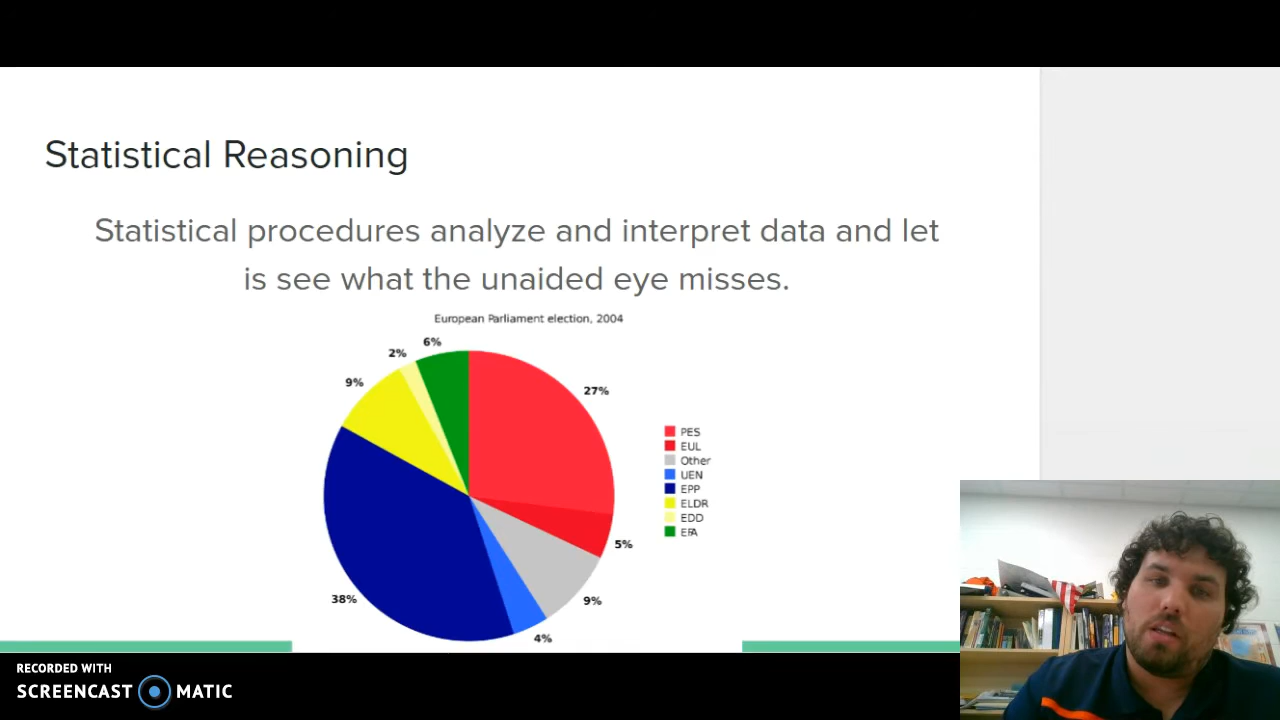 Statistical Reasoning
Statistical procedures analyze and interpret data and let
is see what the unaided eye misses.
European Parliament election, 2004
6%
2%
9%
27%
PES
EUL
Other
UEN
EPP
ELDR
EDD
EFA
5%
38%
9%
4%
RECORDED WITH
SCREENCAST MATIC